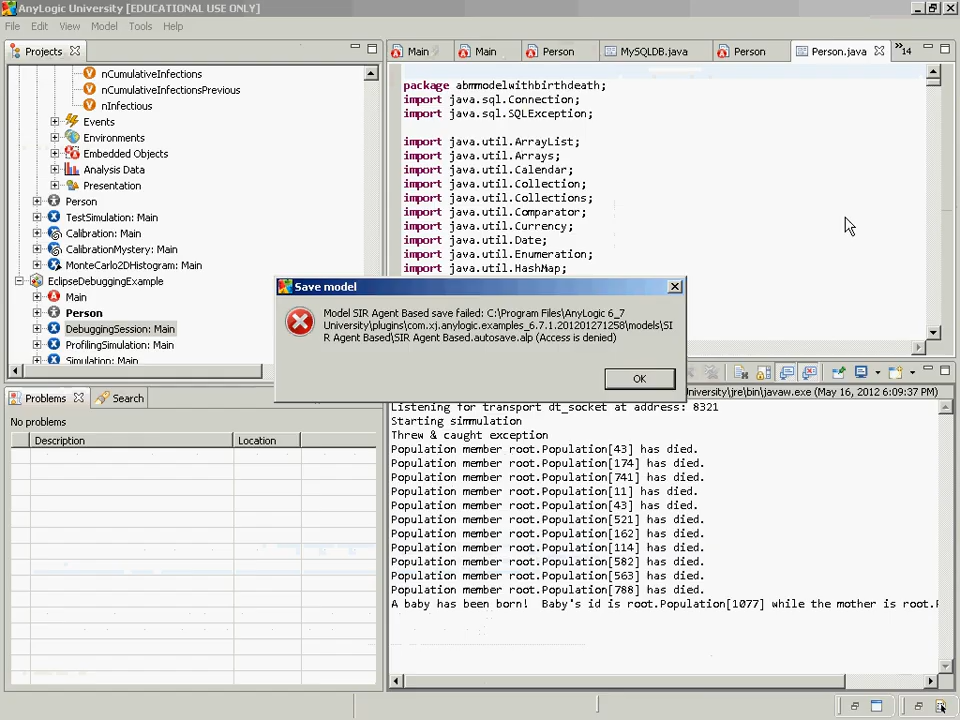 AnyLogic University [EDUCATIONAL USE ONLY]
File Edit View Model Tools Help
Projects
nCumulativeInfections
nCumulativeInfectionsPrevious
nInfectious
Events
Environments
Embedded Objects
Analysis Data
Presentation
Person
TestSimulation: Main
Calibration: Main
CalibrationMystery: Main
MonteCarlo2DHistogram: Main
EclipseDebuggingExample
Main
Person
DebuggingSession: Main
ProfilingSimulation: Main
Simulation: Main
Main Main Person MySQLDB.java Person Person.java »14
package abmmodelwithbirthdeath;
import java.sql.Connection;
import java.sql.SQLException;
import java.util.ArrayList;
import java.util.Arrays;
import java.util.Calendar;
import java.util.Collection;
import java.util.Collections;
import java.util.Comparator;
import java.util.Currency;
import java.util.Date;
import java.util.Enumeration;
import java.util.HashMap;
Save model
Model SIR Agent Based save failed: C:\Program Files\AnyLogic 6_7
University\plugins\com.xj.anylogic.examples_6.7.1.201201271258\models\SI
R Agent Based\SIR Agent Based.autosave.alp (Access is denied)
OK
Problems Search
No problems
Description Location
University\jre\bin\javaw.exe (May 16, 2012 6:09:37 PM)
Listening for transport dt_socket at address: 8321
Starting simmulation
Threw & caught exception
Population member root.Population[43] has died.
Population member root.Population[174] has died.
Population member root.Population[741] has died.
Population member root.Population[11] has died.
Population member root.Population[43] has died.
Population member root.Population[521] has died.
Population member root.Population[162] has died.
Population member root.Population[114] has died.
Population member root.Population[582] has died.
Population member root.Population[563] has died.
Population member root.Population[788] has died.
A baby has been born! Baby's id is root.Population[1077] while the mother is root.P